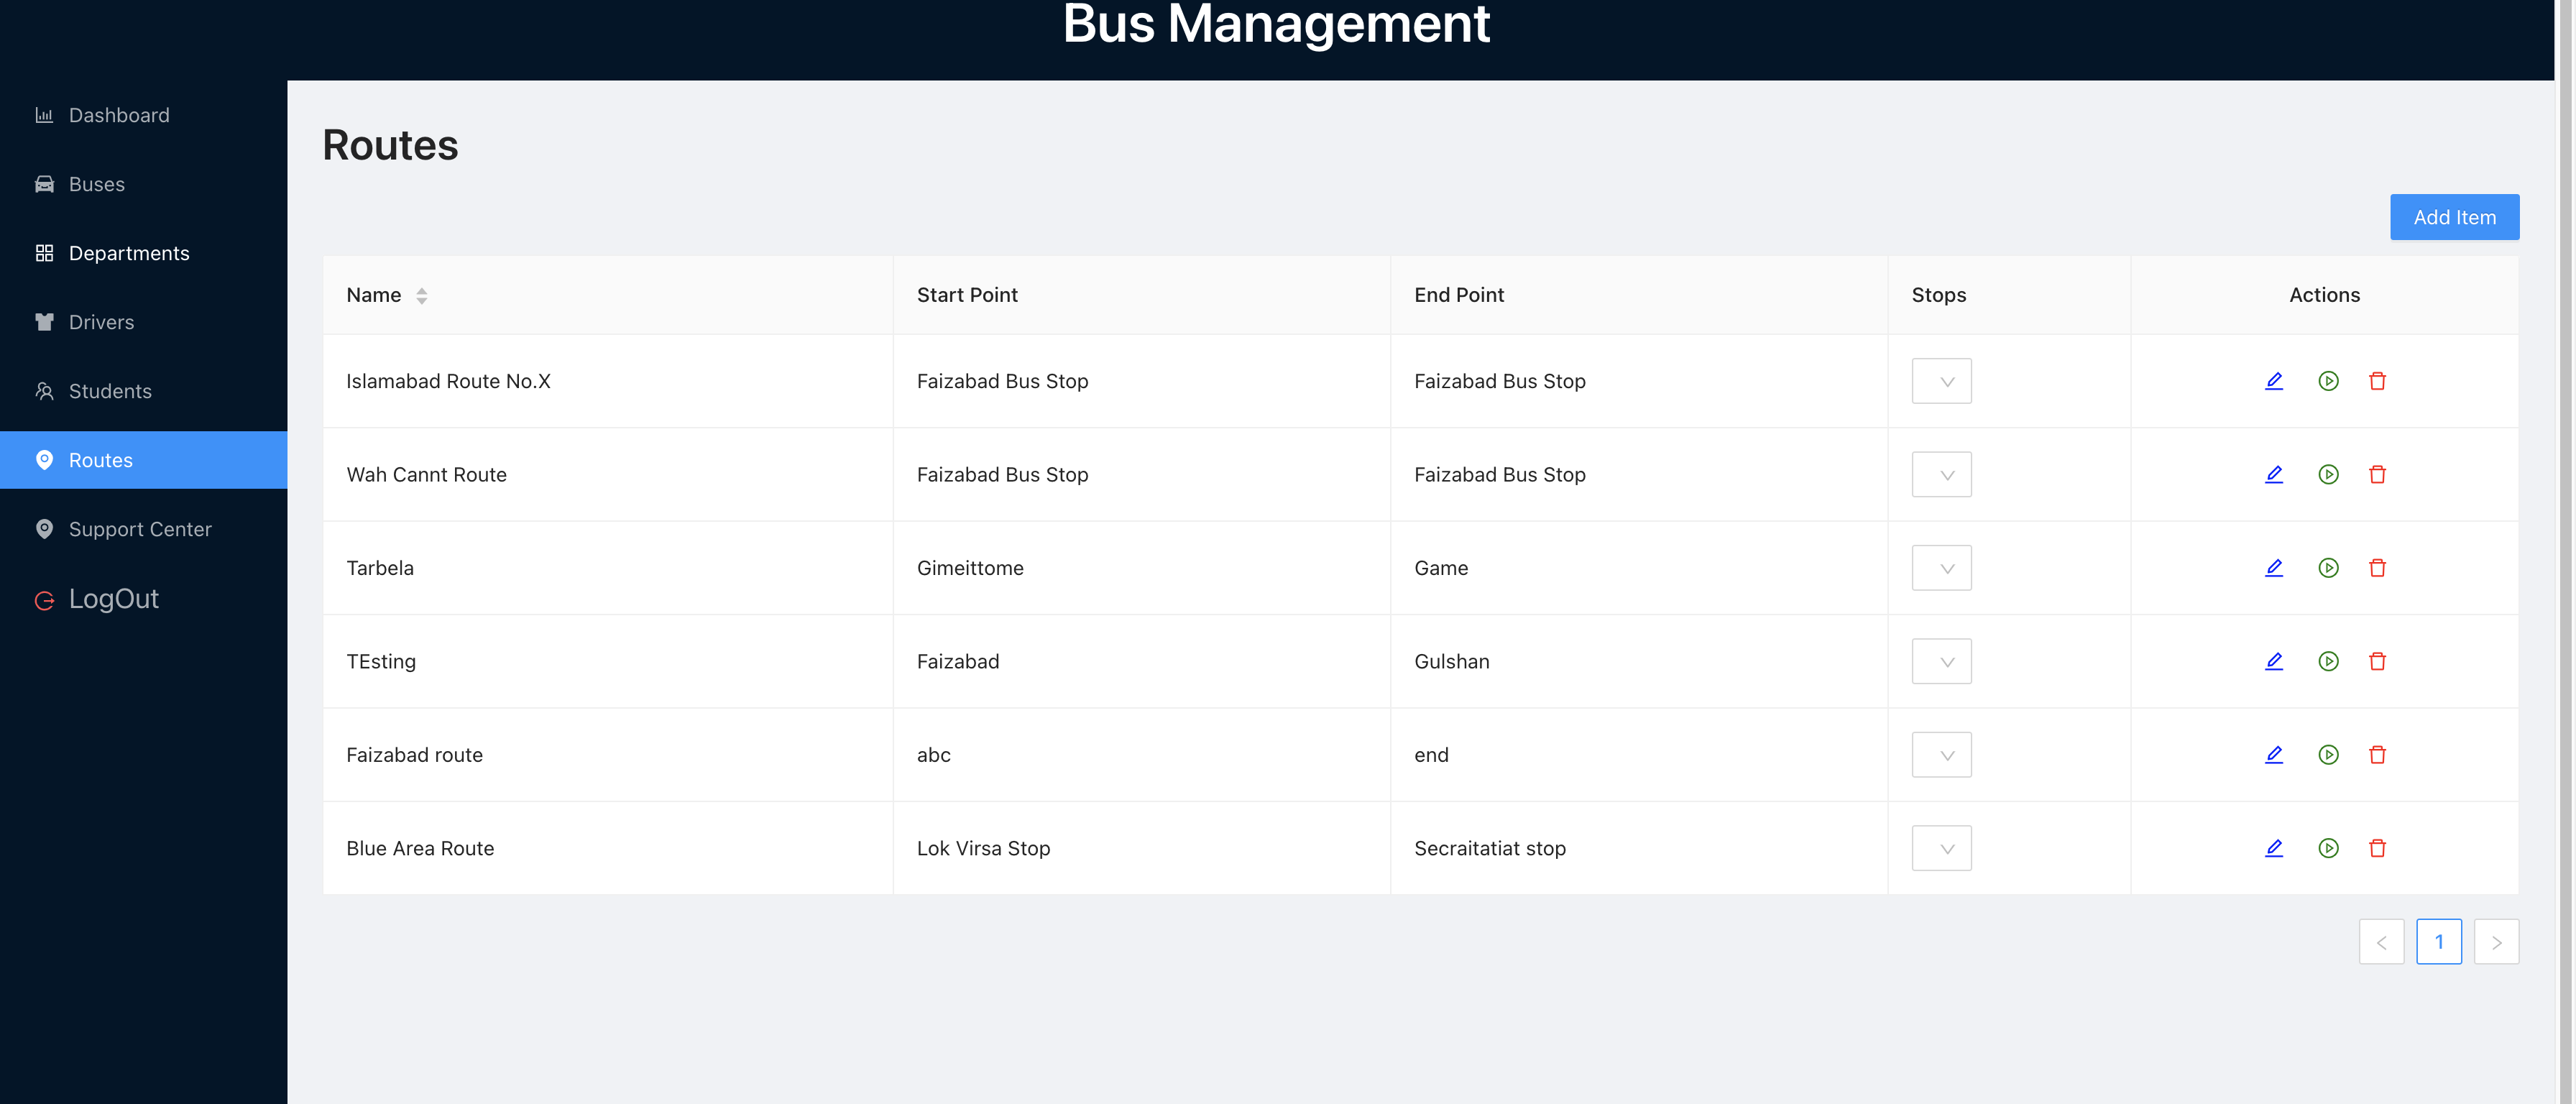 Bus Management
Dashboard
Buses
Departments
Drivers
Students
Routes
Support Center
LogOut
Routes
Add Item
Name Start Point End Point Stops Actions
Islamabad Route No.X Faizabad Bus Stop Faizabad Bus Stop
Wah Cannt Route Faizabad Bus Stop Faizabad Bus Stop
Tarbela Gimeittome Game
TEsting Faizabad Gulshan
Faizabad route abc end
Blue Area Route Lok Virsa Stop Secraitatiat stop
1